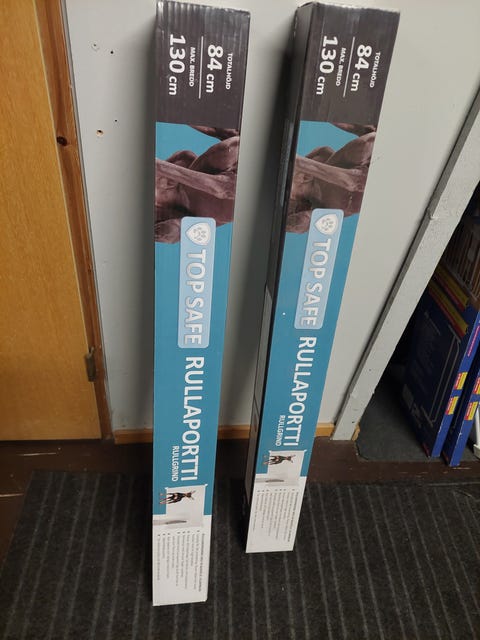 TOTALHÖJD
84 cm
MAX. BREDD
130 cm
TOP SAFE
RULLAPORTTI
RULLGRIND
TOTALHÖJD
84 cm
MAX. BREDD
130 cm
TOP SAFE
RULLAPORTTI
RULLGRIND